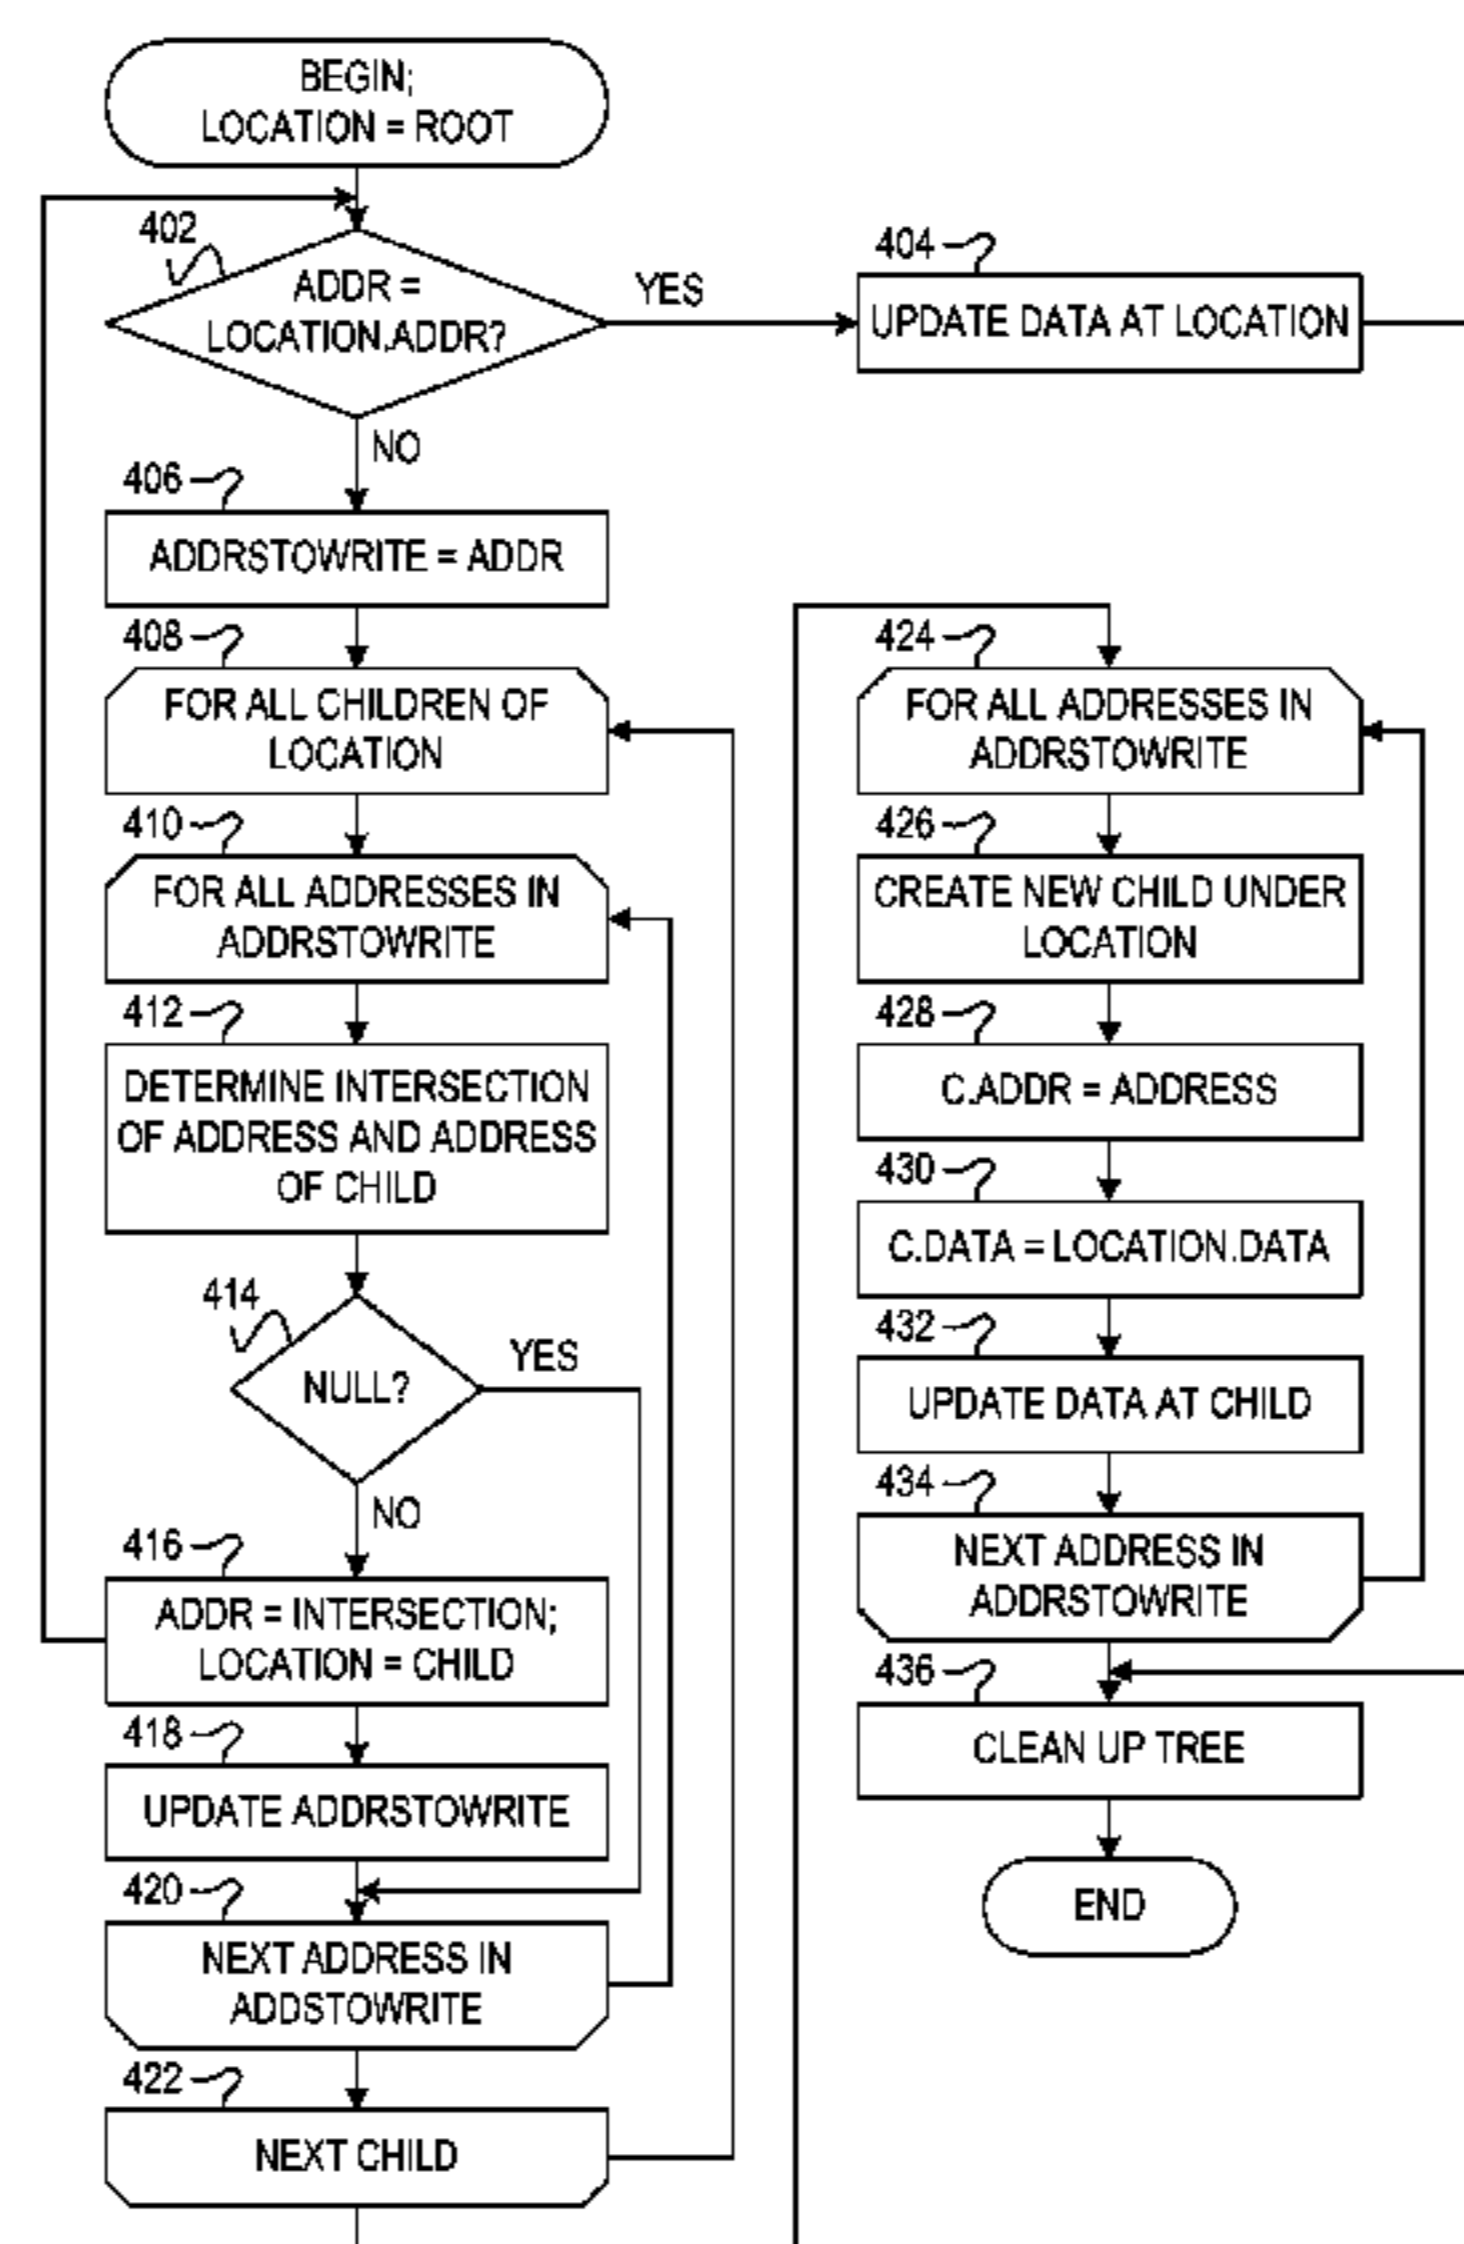 BEGIN;
LOCATION = ROOT
402
ADDR =
LOCATION.ADDR?
YES
NO
404
UPDATE DATA AT LOCATION
406
ADDRSTOWRITE = ADDR
408
FOR ALL CHILDREN OF
LOCATION
410
FOR ALL ADDRESSES IN
ADDRSTOWRITE
412
DETERMINE INTERSECTION
OF ADDRESS AND ADDRESS
OF CHILD
414
NULL?
YES
NO
416
ADDR = INTERSECTION;
LOCATION = CHILD
418
UPDATE ADDRSTOWRITE
420
NEXT ADDRESS IN
ADDSTOWRITE
422
NEXT CHILD
424
FOR ALL ADDRESSES IN
ADDRSTOWRITE
426
CREATE NEW CHILD UNDER
LOCATION
428
C.ADDR = ADDRESS
430
C.DATA = LOCATION.DATA
432
UPDATE DATA AT CHILD
434
NEXT ADDRESS IN
ADDRSTOWRITE
436
CLEAN UP TREE
END